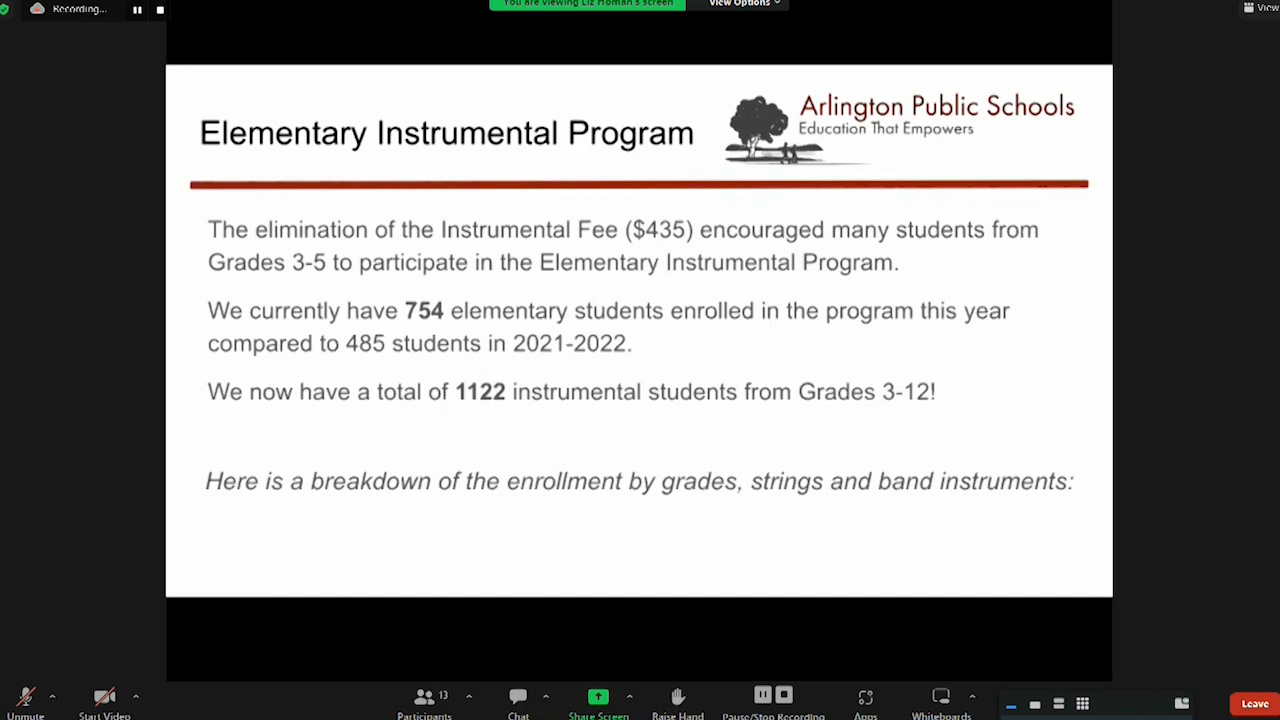 Recording...
You are viewing Liz Homan's screen
View Options
View
Elementary Instrumental Program
Arlington Public Schools
Education That Empowers
The elimination of the Instrumental Fee ($435) encouraged many students from
Grades 3-5 to participate in the Elementary Instrumental Program.
We currently have 754 elementary students enrolled in the program this year
compared to 485 students in 2021-2022.
We now have a total of 1122 instrumental students from Grades 3-12!
Here is a breakdown of the enrollment by grades, strings and band instruments:
13
Unmute
Start Video
Participants
Chat
Share Screen
Raise Hand
Pause/Stop Recording
Apps
Whiteboards
Leave